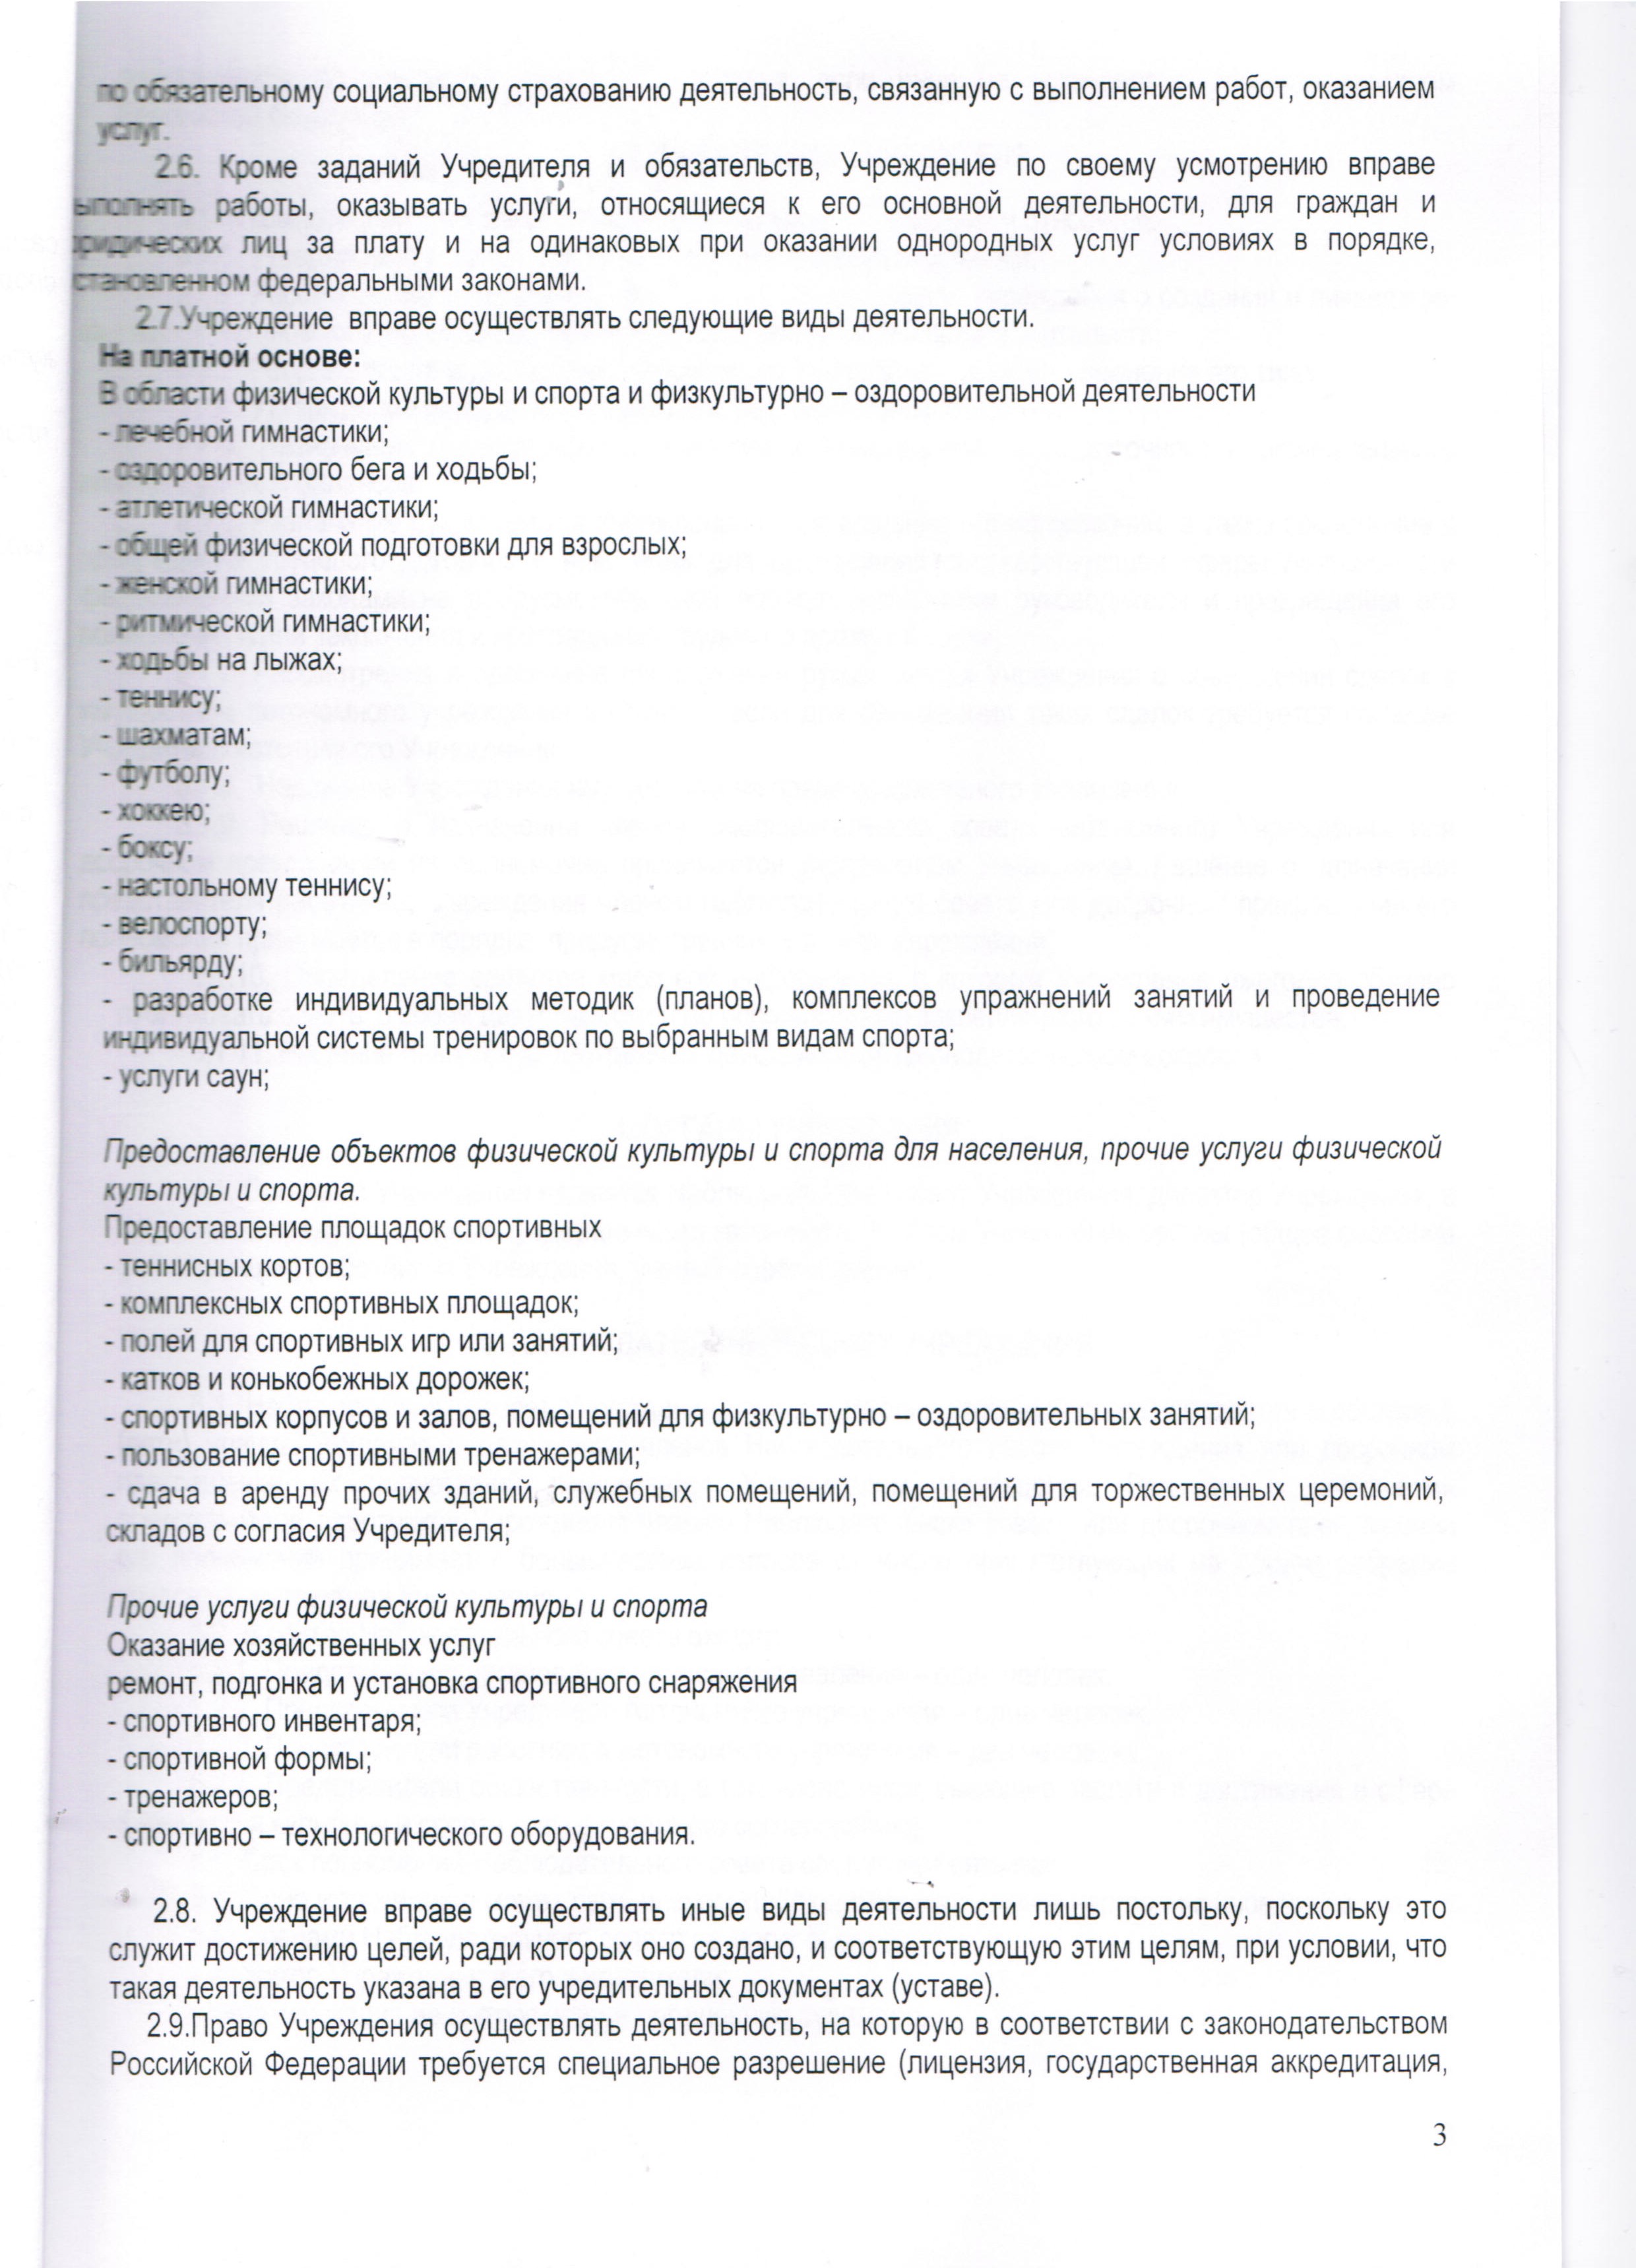 по обязательному социальному страхованию деятельность, связанную с выполнением работ, оказанием
услуг.
2.6. Кроме заданий Учредителя и обязательств, Учреждение по своему усмотрению вправе
ыполнять работы, оказывать услуги, относящиеся к его основной деятельности, для граждан и
ридических лиц за плату и на одинаковых при оказании однородных услуг условиях в порядке,
становленном федеральными законами.
2.7.Учреждение вправе осуществлять следующие виды деятельности.
На платной основе:
В области физической культуры и спорта и физкультурно – оздоровительной деятельности
- лечебной гимнастики;
- оздоровительного бега и ходьбы;
- атлетической гимнастики;
- общей физической подготовки для взрослых;
- женской гимнастики;
- ритмической гимнастики;
- ходьбы на лыжах;
- теннису;
- шахматам;
- футболу;
- хоккею;
- боксу;
- настольному теннису;
- велоспорту;
- бильярду;
- разработке индивидуальных методик (планов), комплексов упражнений занятий и проведение
индивидуальной системы тренировок по выбранным видам спорта;
- услуги саун;
Предоставление объектов физической культуры и спорта для населения, прочие услуги физической
культуры и спорта.
Предоставление площадок спортивных
- теннисных кортов;
- комплексных спортивных площадок;
- полей для спортивных игр или занятий;
- катков и конькобежных дорожек;
- спортивных корпусов и залов, помещений для физкультурно – оздоровительных занятий;
- пользование спортивными тренажерами;
- сдача в аренду прочих зданий, служебных помещений, помещений для торжественных церемоний,
складов с согласия Учредителя;
Прочие услуги физической культуры и спорта
Оказание хозяйственных услуг
ремонт, подгонка и установка спортивного снаряжения
- спортивного инвентаря;
- спортивной формы;
- тренажеров;
- спортивно – технологического оборудования.
2.8. Учреждение вправе осуществлять иные виды деятельности лишь постольку, поскольку это
служит достижению целей, ради которых оно создано, и соответствующую этим целям, при условии, что
такая деятельность указана в его учредительных документах (уставе).
2.9.Право Учреждения осуществлять деятельность, на которую в соответствии с законодательством
Российской Федерации требуется специальное разрешение (лицензия, государственная аккредитация,
3